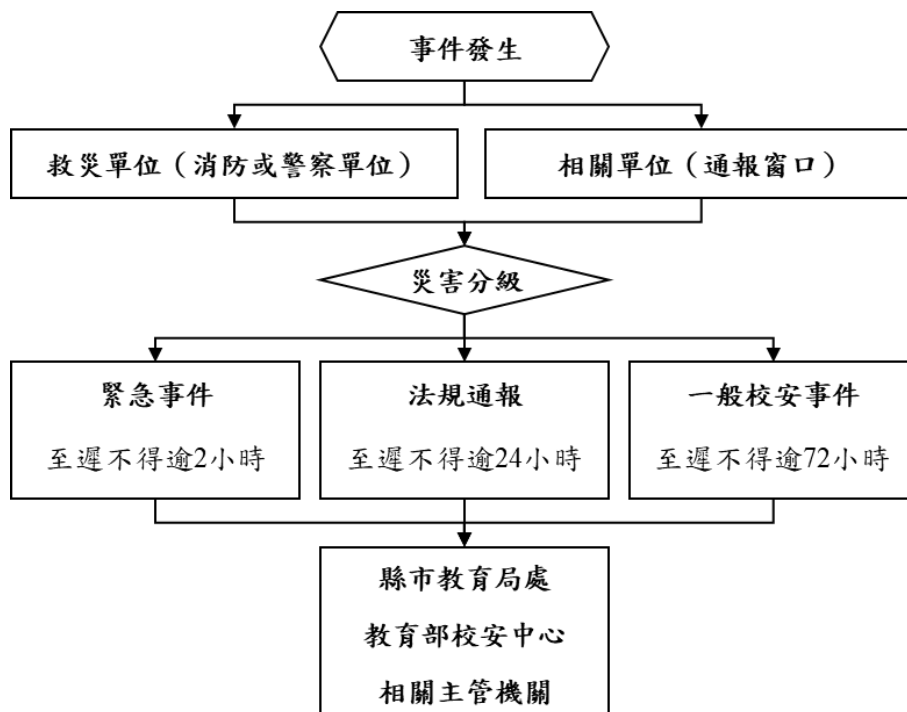 事件發生
救災單位（消防或警察單位）
相關單位（通報窗口）
災害分級
緊急事件
至遲不得逾2小時
法規通報
至遲不得逾24小時
一般校安事件
至遲不得逾72小時
縣市教育局處
教育部校安中心
相關主管機關